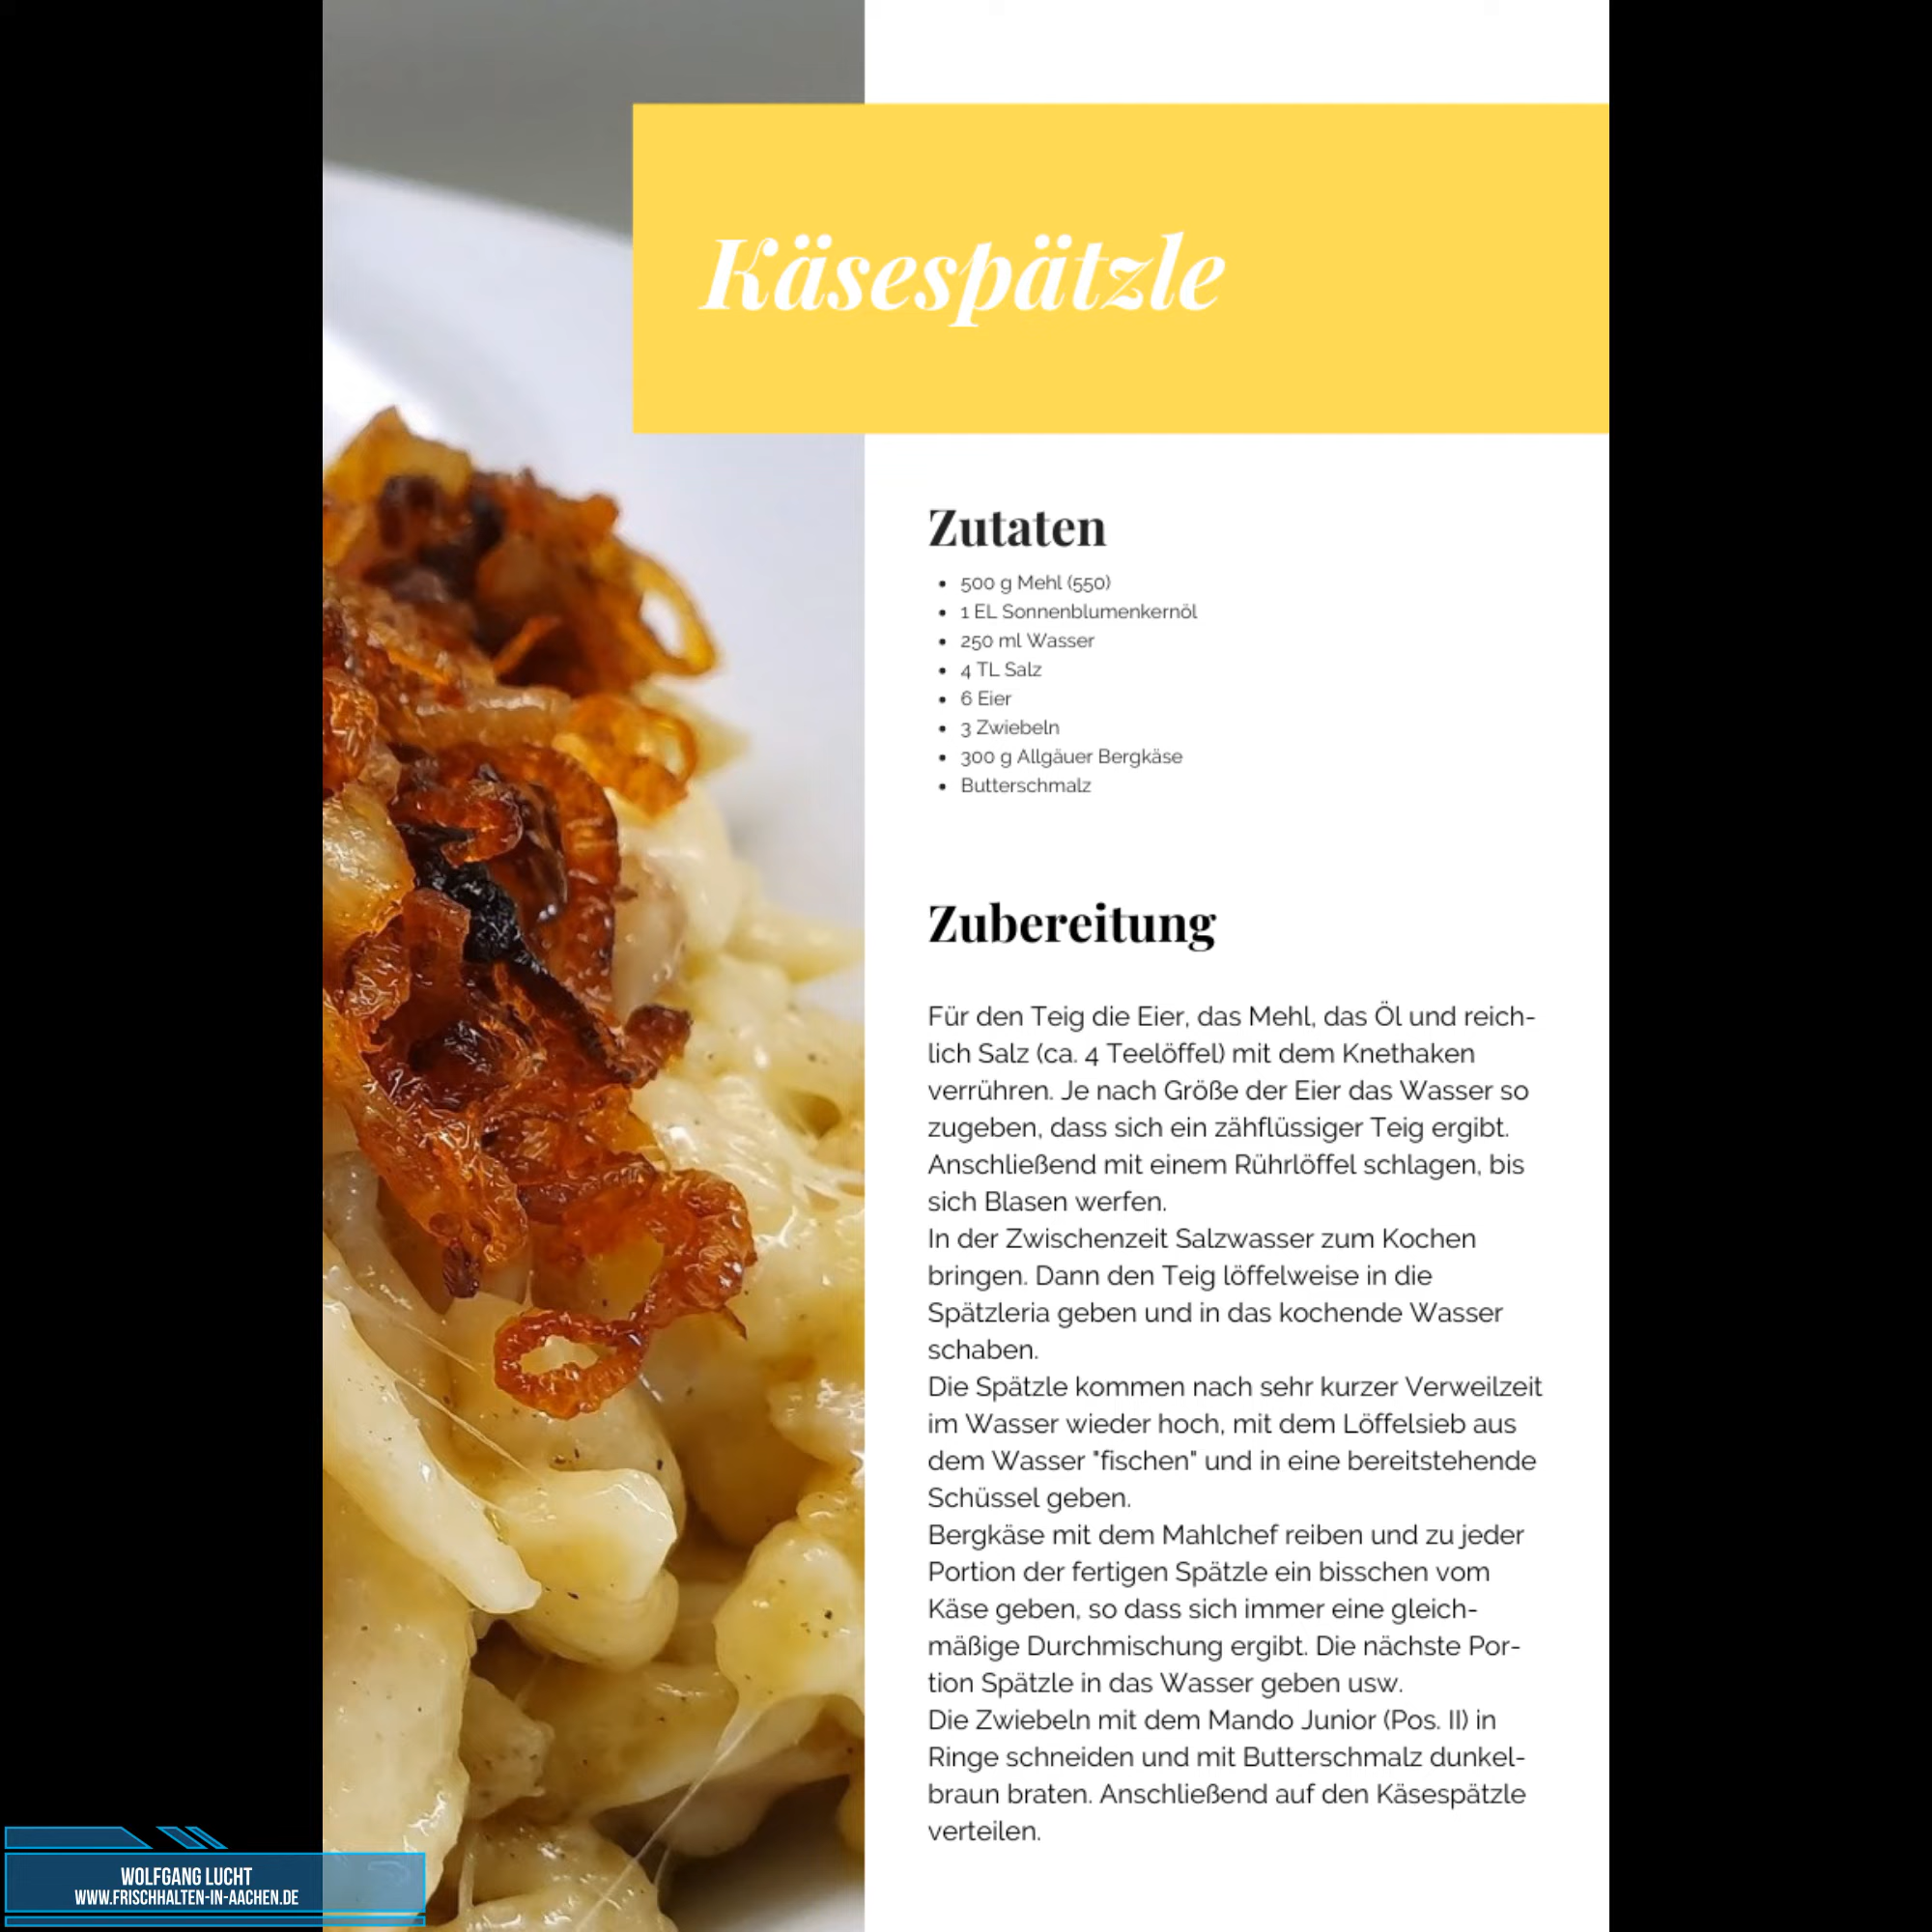 Käsespätzle
Zutaten
• 500 g Mehl (550)
• 1 EL Sonnenblumenkernöl
• 250 ml Wasser
• 4 TL Salz
• 6 Eier
• 3 Zwiebeln
• 300 g Allgäuer Bergkäse
• Butterschmalz
Zubereitung
Für den Teig die Eier, das Mehl, das Öl und reich-
lich Salz (ca. 4 Teelöffel) mit dem Knethaken
verrühren. Je nach Größe der Eier das Wasser so
zugeben, dass sich ein zähflüssiger Teig ergibt.
Anschließend mit einem Rührlöffel schlagen, bis
sich Blasen werfen.
In der Zwischenzeit Salzwasser zum Kochen
bringen. Dann den Teig löffelweise in die
Spätzleria geben und in das kochende Wasser
schaben.
Die Spätzle kommen nach sehr kurzer Verweilzeit
im Wasser wieder hoch, mit dem Löffelsieb aus
dem Wasser "fischen" und in eine bereitstehende
Schüssel geben.
Bergkäse mit dem Mahlchef reiben und zu jeder
Portion der fertigen Spätzle ein bisschen vom
Käse geben, so dass sich immer eine gleich-
mäßige Durchmischung ergibt. Die nächste Por-
tion Spätzle in das Wasser geben usw.
Die Zwiebeln mit dem Mando Junior (Pos. II) in
Ringe schneiden und mit Butterschmalz dunkel-
braun braten. Anschließend auf den Käsespätzle
verteilen.
WOLFGANG LUCHT
WWW.FRISCHHALTEN-IN-AACHEN.DE